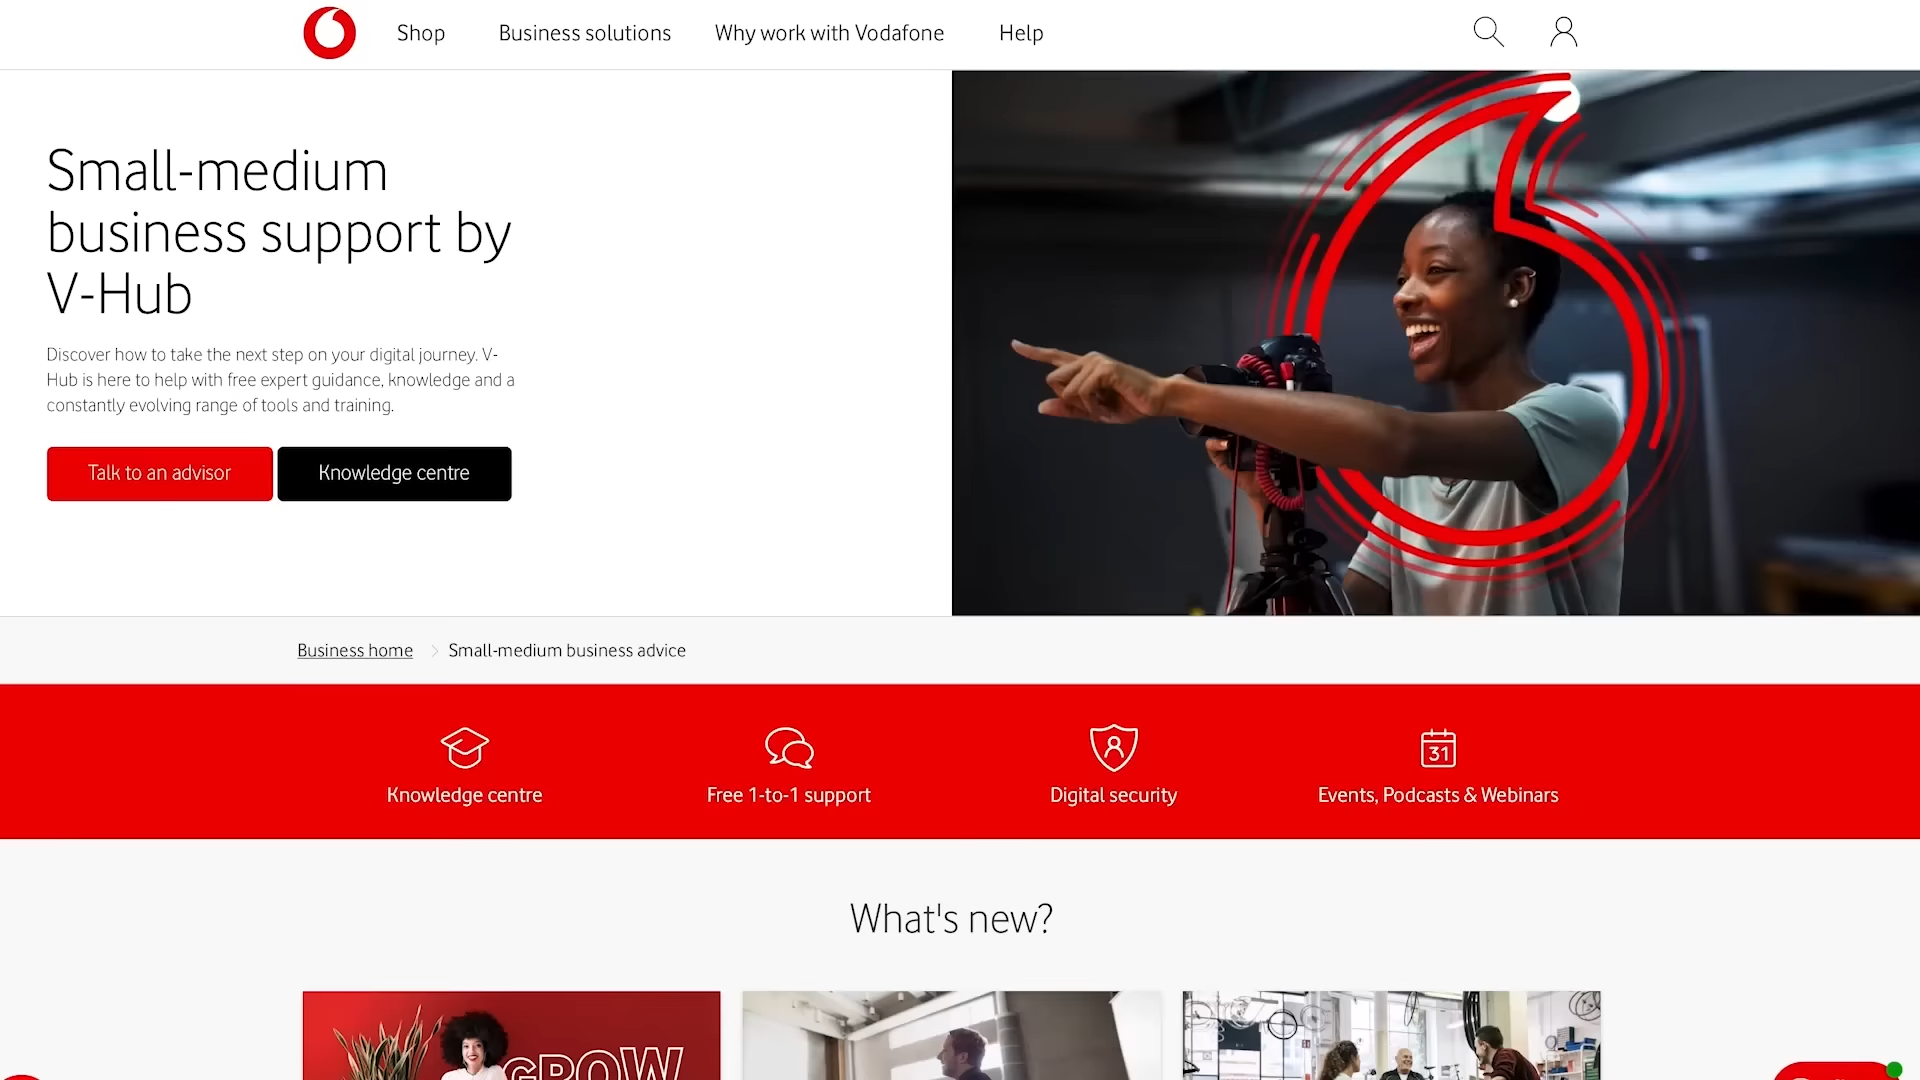 Shop
Business solutions
Why work with Vodafone
Help
Small-medium
business support by
V-Hub
Discover how to take the next step on your digital journey. V-
Hub is here to help with free expert guidance, knowledge and a
constantly evolving range of tools and training.
Talk to an advisor
Knowledge centre
Business home
Small-medium business advice
31
Knowledge centre
Free 1-to-1 support
Digital security
Events, Podcasts & Webinars
What's new?
GROW